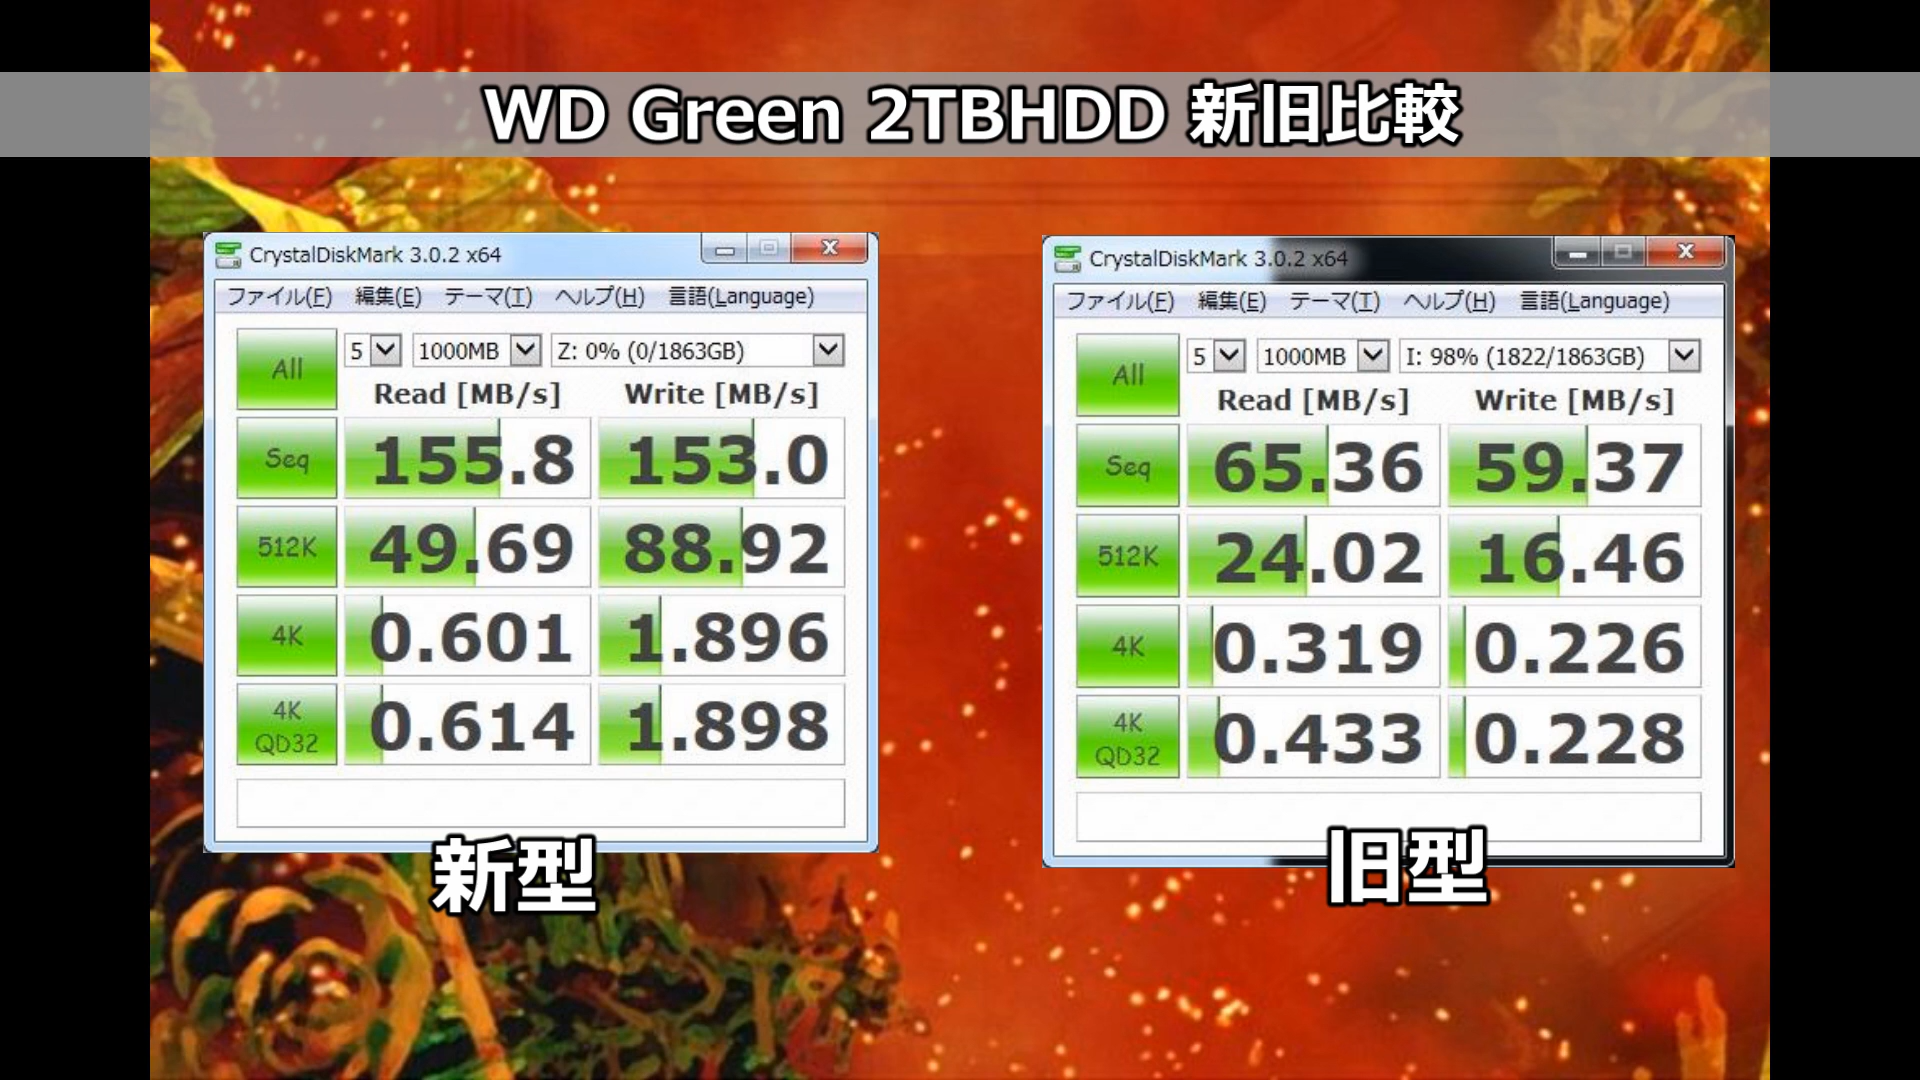 WD Green 2TBHDD 新旧比較
CrystalDiskMark 3.0.2 x64
ファイル(F) 編集(E) テーマ(T) ヘルプ(H) 言語(Language)
All 5 1000MB Z: 0% (0/1863GB)
Read [MB/s] Write [MB/s]
Seq 155.8 153.0
512K 49.69 88.92
4K 0.601 1.896
4K QD32 0.614 1.898
新型
CrystalDiskMark 3.0.2 x64
ファイル(F) 編集(E) テーマ(T) ヘルプ(H) 言語(Language)
All 5 1000MB I: 98% (1822/1863GB)
Read [MB/s] Write [MB/s]
Seq 65.36 59.37
512K 24.02 16.46
4K 0.319 0.226
4K QD32 0.433 0.228
旧型